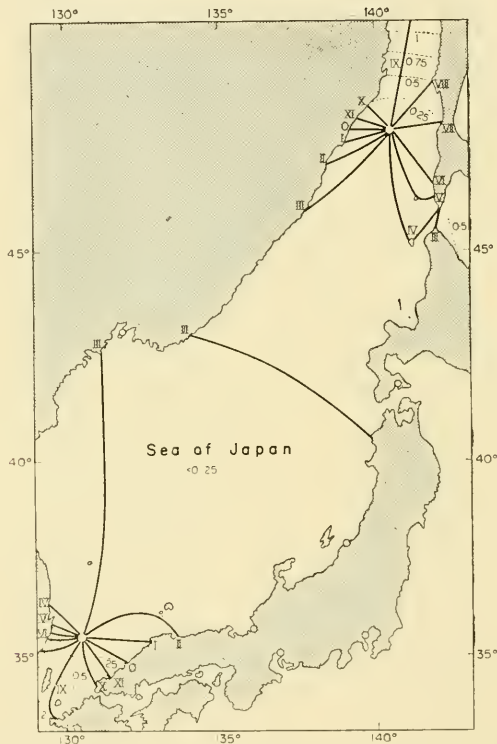 130° 135° 140°
1
IX 0.75
0.5 VIII
X 0.25
XI
0 VII
I
II
VI
III V
IV III 0.5
45° 45°
III II
Sea of Japan
<0.25
40° 40°
IX
VI
I II
35° 0 35°
0.5 XI
IX X
130° 135° 140°